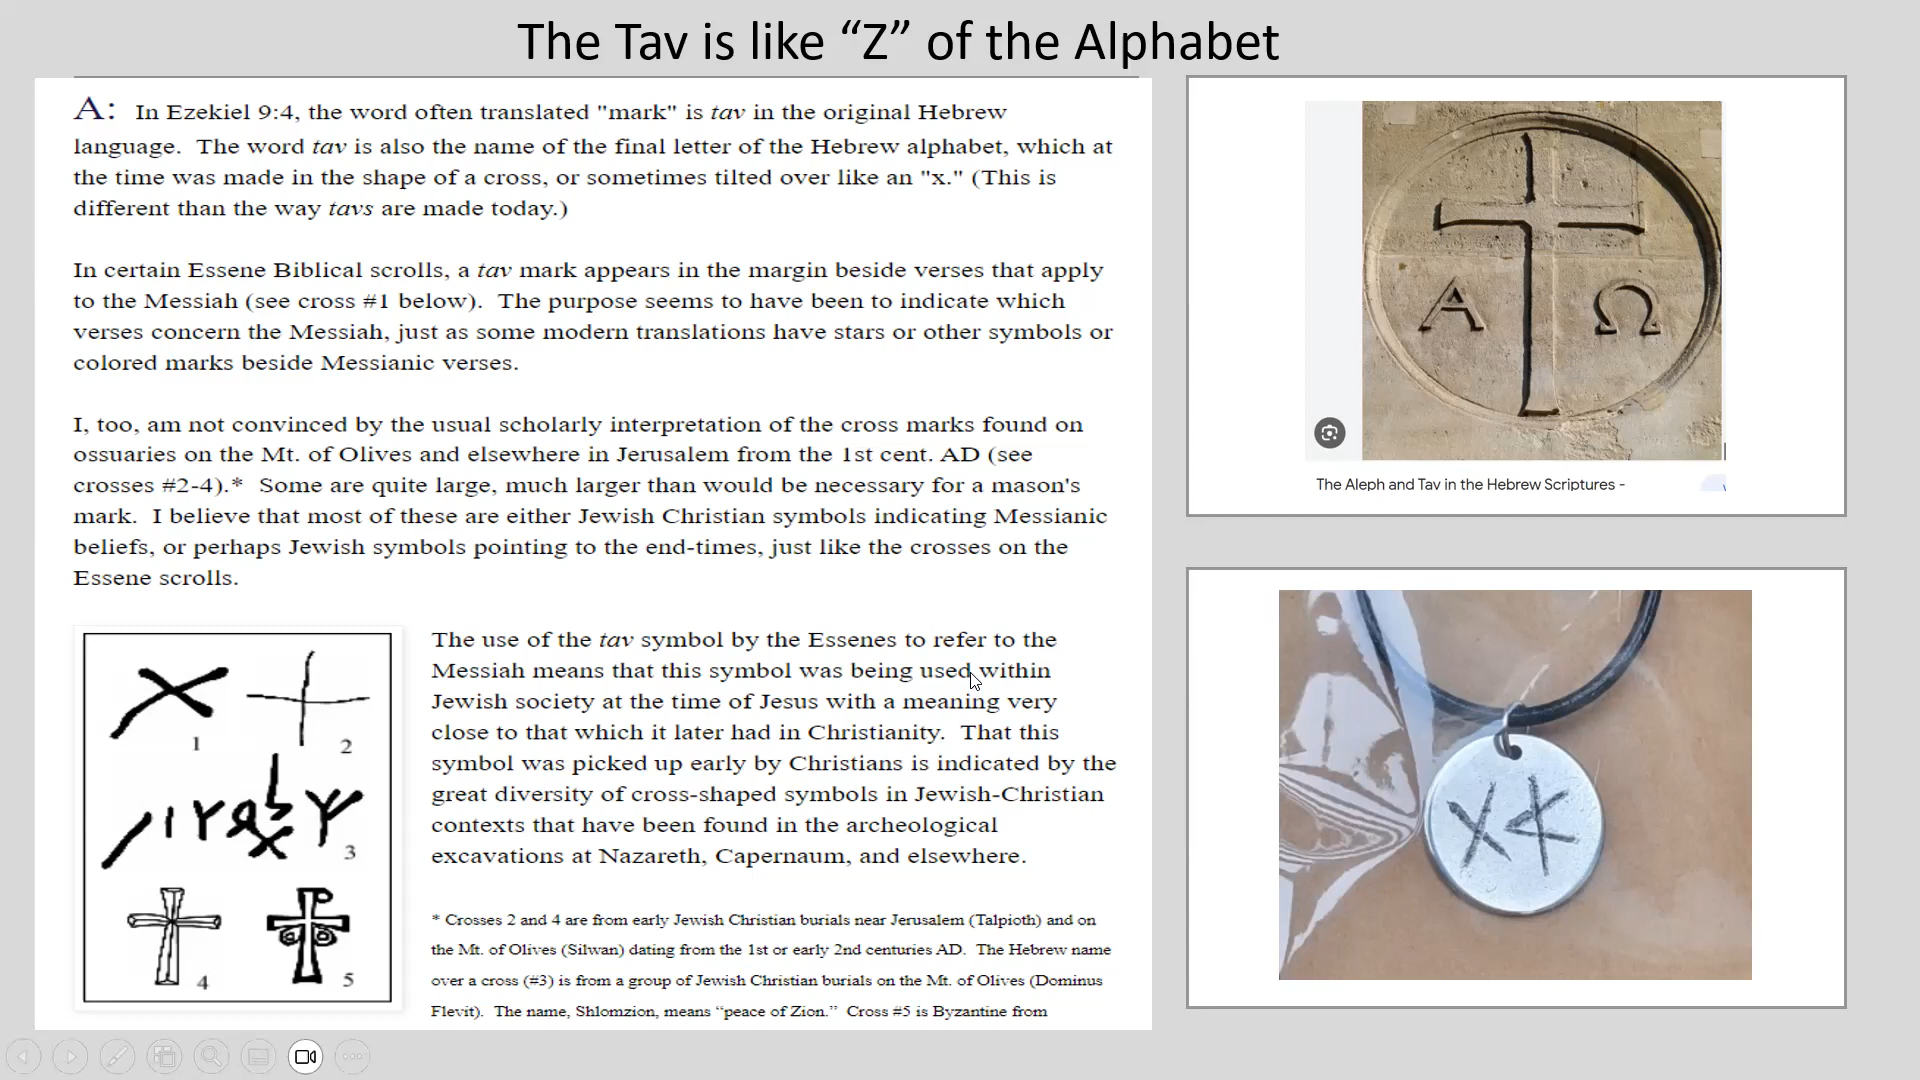 The Tav is like “Z” of the Alphabet
A: In Ezekiel 9:4, the word often translated "mark" is tav in the original Hebrew
language. The word tav is also the name of the final letter of the Hebrew alphabet, which at
the time was made in the shape of a cross, or sometimes tilted over like an "x." (This is
different than the way tavs are made today.)
In certain Essene Biblical scrolls, a tav mark appears in the margin beside verses that apply
to the Messiah (see cross #1 below). The purpose seems to have been to indicate which
verses concern the Messiah, just as some modern translations have stars or other symbols or
colored marks beside Messianic verses.
I, too, am not convinced by the usual scholarly interpretation of the cross marks found on
ossuaries on the Mt. of Olives and elsewhere in Jerusalem from the 1st cent. AD (see
crosses #2-4).* Some are quite large, much larger than would be necessary for a mason's
mark. I believe that most of these are either Jewish Christian symbols indicating Messianic
beliefs, or perhaps Jewish symbols pointing to the end-times, just like the crosses on the
Essene scrolls.
1
2
3
4
5
The use of the tav symbol by the Essenes to refer to the
Messiah means that this symbol was being used within
Jewish society at the time of Jesus with a meaning very
close to that which it later had in Christianity. That this
symbol was picked up early by Christians is indicated by the
great diversity of cross-shaped symbols in Jewish-Christian
contexts that have been found in the archeological
excavations at Nazareth, Capernaum, and elsewhere.
* Crosses 2 and 4 are from early Jewish Christian burials near Jerusalem (Talpioth) and on
the Mt. of Olives (Silwan) dating from the 1st or early 2nd centuries AD. The Hebrew name
over a cross (#3) is from a group of Jewish Christian burials on the Mt. of Olives (Dominus
Flevit). The name, Shlomzion, means “peace of Zion.” Cross #5 is Byzantine from
Α Ω
The Aleph and Tav in the Hebrew Scriptures -